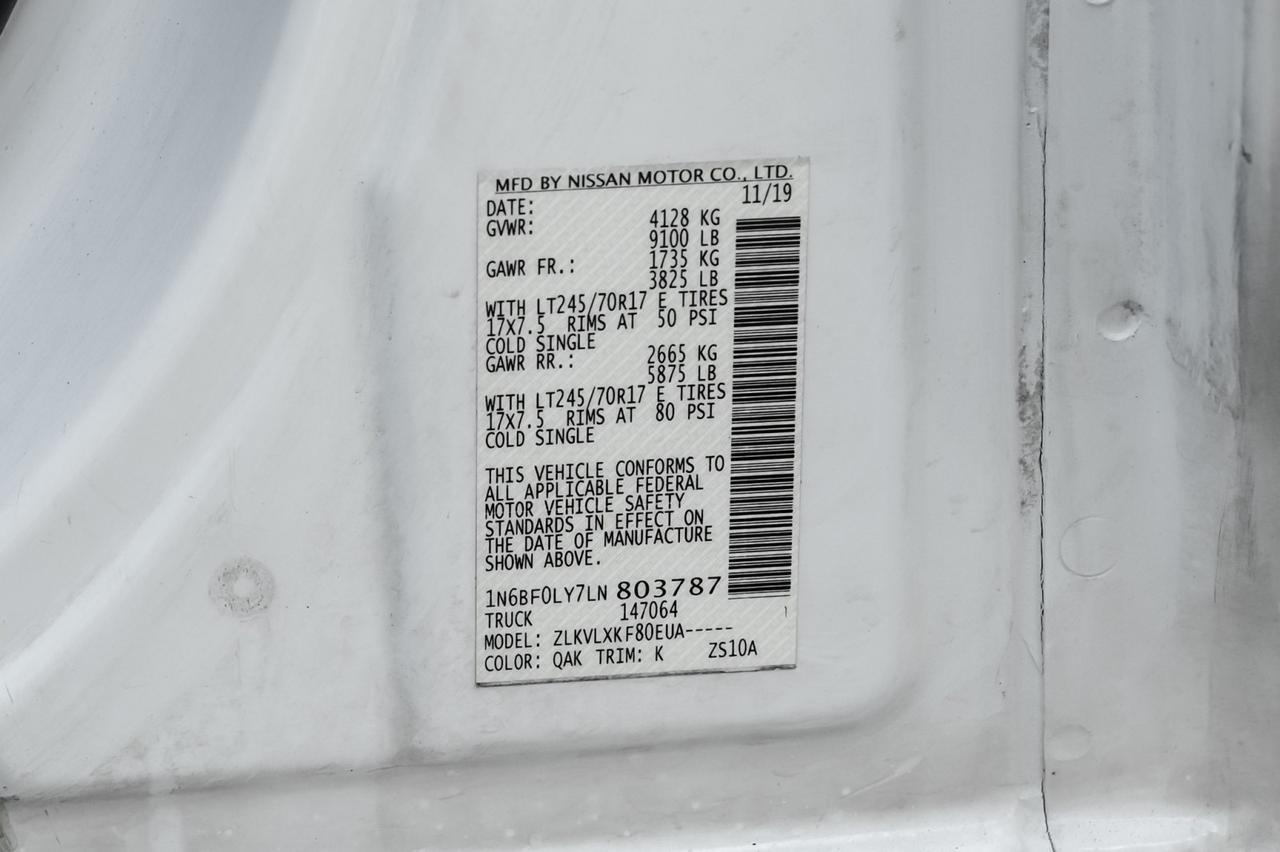 MFD BY NISSAN MOTOR CO., LTD.
DATE: 11/19
GVWR: 4128 KG
9100 LB
GAWR FR.: 1735 KG
3825 LB
WITH LT245/70R17 E TIRES
17X7.5 RIMS AT 50 PSI
COLD SINGLE
GAWR RR.: 2665 KG
5875 LB
WITH LT245/70R17 E TIRES
17X7.5 RIMS AT 80 PSI
COLD SINGLE
THIS VEHICLE CONFORMS TO
ALL APPLICABLE FEDERAL
MOTOR VEHICLE SAFETY
STANDARDS IN EFFECT ON
THE DATE OF MANUFACTURE
SHOWN ABOVE.
1N6BF0LY7LN 803787
TRUCK 147064
MODEL: ZLKVLXKF80EUA-----
COLOR: QAK TRIM: K ZS10A